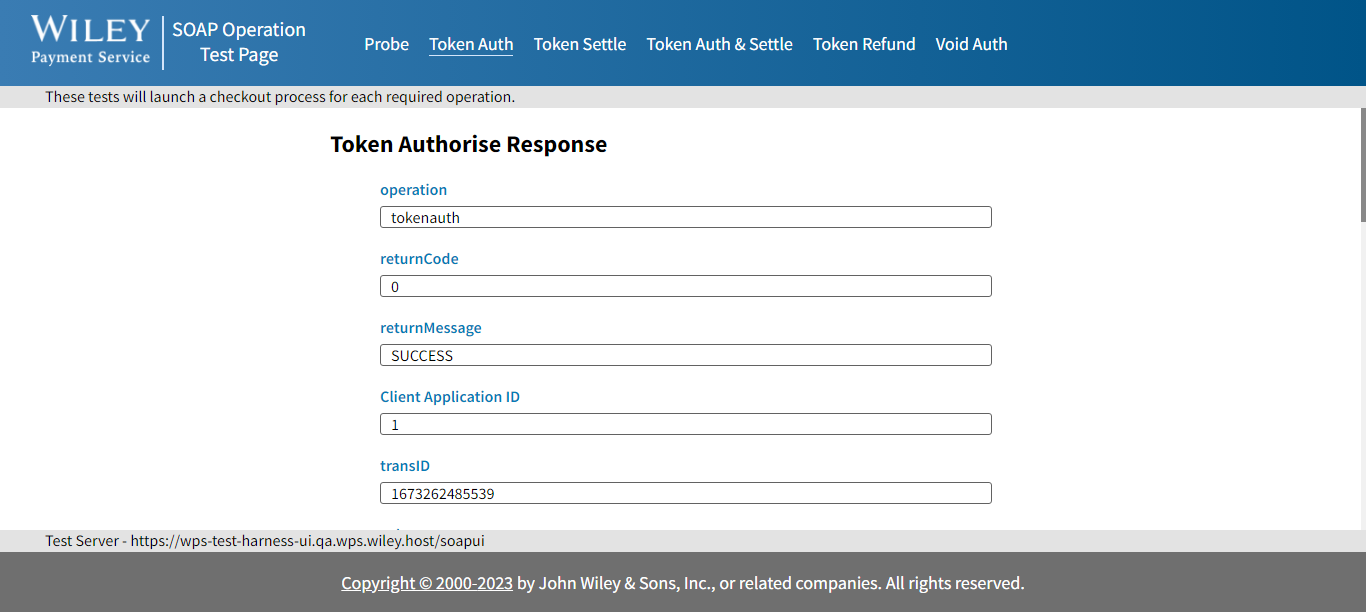 WILEY
Payment Service
SOAP Operation
Test Page
Probe
Token Auth
Token Settle
Token Auth & Settle
Token Refund
Void Auth
These tests will launch a checkout process for each required operation.
Token Authorise Response
operation
tokenauth
returnCode
0
returnMessage
SUCCESS
Client Application ID
1
transID
1673262485539
Test Server - https://wps-test-harness-ui.qa.wps.wiley.host/soapui
Copyright © 2000-2023 by John Wiley & Sons, Inc., or related companies. All rights reserved.